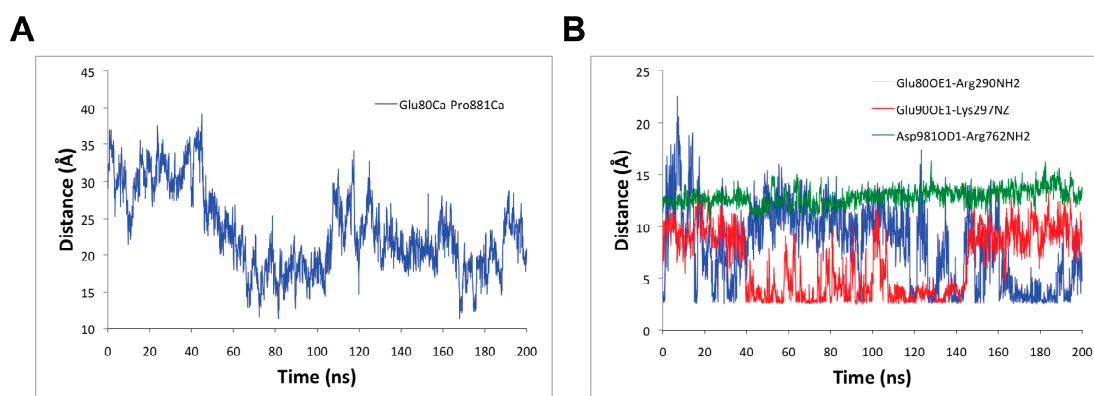 A
B
45
40
35
30
25
20
15
10
0 20 40 60 80 100 120 140 160 180 200
Distance (Å)
Time (ns)
Glu80Ca-Pro881Ca
25
20
15
10
5
0
0 20 40 60 80 100 120 140 160 180 200
Distance (Å)
Time (ns)
Glu80OE1-Arg290NH2
Glu90OE1-Lys297NZ
Asp981OD1-Arg762NH2